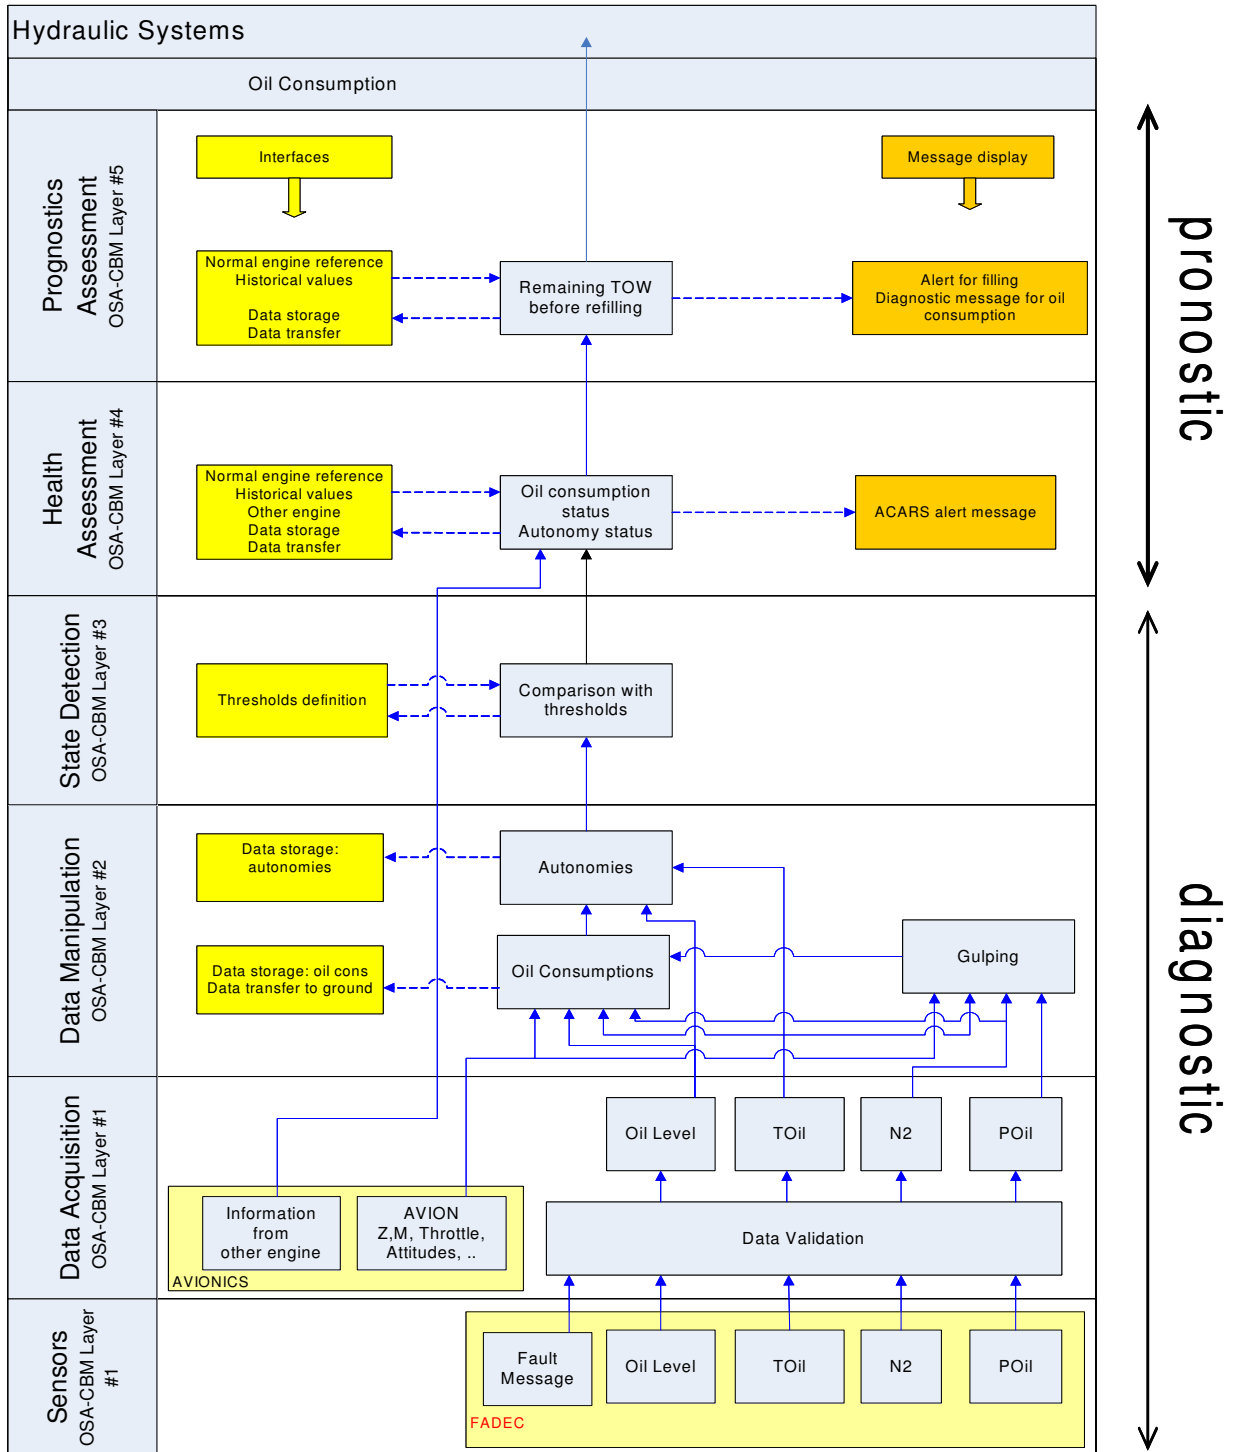 Hydraulic Systems
Oil Consumption
Prognostics
Assessment
OSA-CBM Layer #5
Interfaces
Message display
Normal engine reference
Historical values
Data storage
Data transfer
Remaining TOW
before refilling
Alert for filling
Diagnostic message for oil
consumption
pronostic
Health
Assessment
OSA-CBM Layer #4
Normal engine reference
Historical values
Other engine
Data storage
Data transfer
Oil consumption
status
Autonomy status
ACARS alert message
State Detection
OSA-CBM Layer #3
Thresholds definition
Comparison with
thresholds
Data Manipulation
OSA-CBM Layer #2
Data storage:
autonomies
Autonomies
Data storage: oil cons
Data transfer to ground
Oil Consumptions
Gulping
diagnostic
Data Acquisition
OSA-CBM Layer #1
Oil Level
TOil
N2
POil
Information
from
other engine
AVION
Z,M, Throttle,
Attitudes, ..
AVIONICS
Data Validation
Sensors
OSA-CBM Layer
#1
Fault
Message
Oil Level
TOil
N2
POil
FADEC